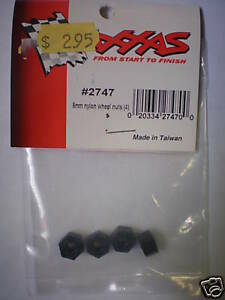 $ 2.95
TRAXXAS
FROM START TO FINISH
#2747
5mm nylon wheel nuts (4)
0 20334 27470 0
Made in Taiwan